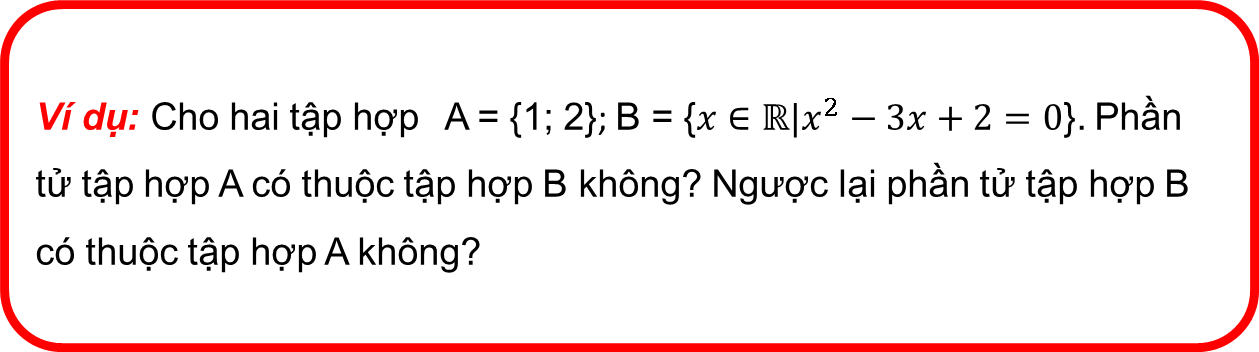 Ví dụ: Cho hai tập hợp A = {1; 2}; B = {𝑥 ∈ ℝ|𝑥² − 3𝑥 + 2 = 0}. Phần
tử tập hợp A có thuộc tập hợp B không? Ngược lại phần tử tập hợp B
có thuộc tập hợp A không?